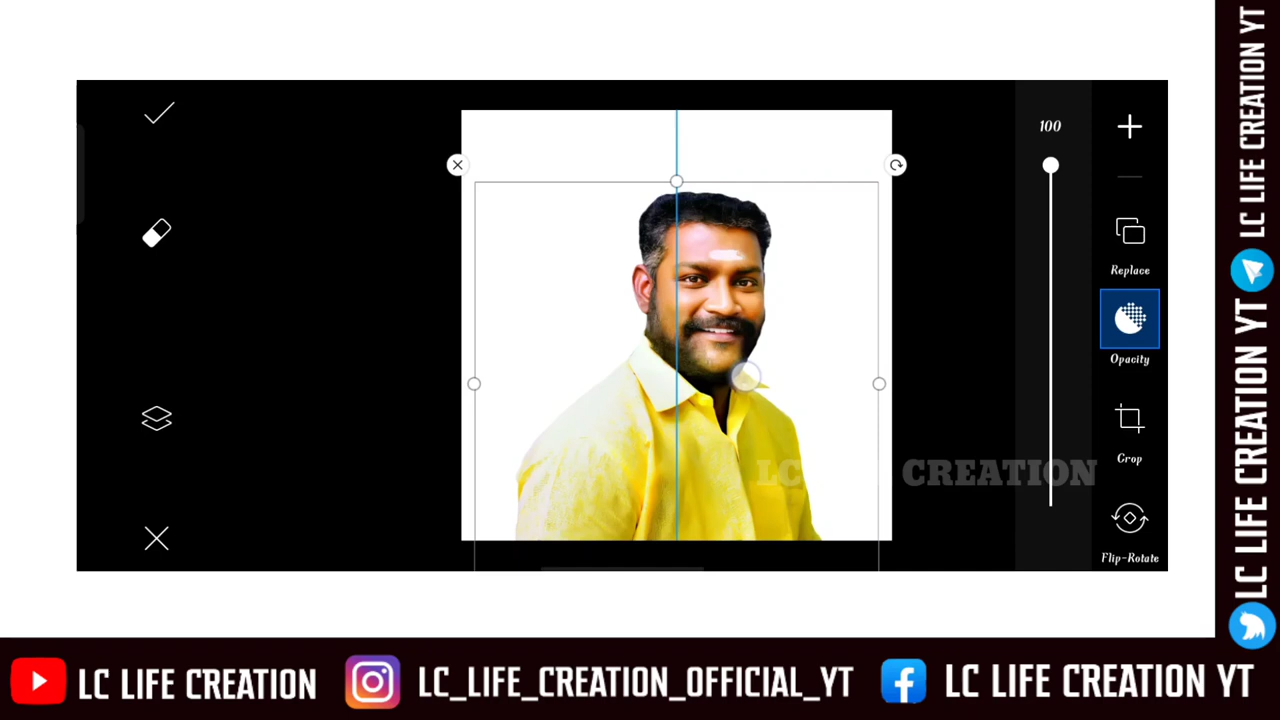 100
Replace
Opacity
Crop
Flip-Rotate
LC CREATION
LC LIFE CREATION YT
LC LIFE CREATION YT
LC LIFE CREATION
LC_LIFE_CREATION_OFFICIAL_YT
LC LIFE CREATION YT